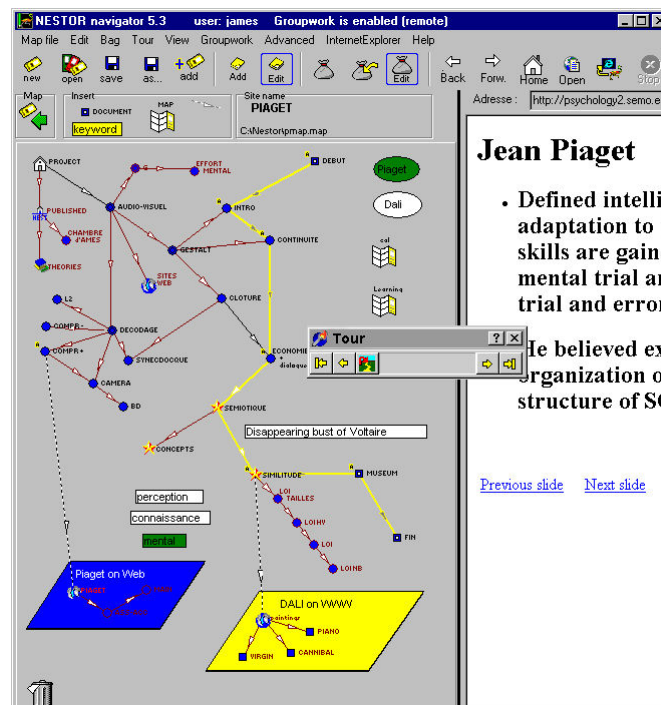 NESTOR navigator 5.3 user: james Groupwork is enabled (remote)
Map file Edit Bag Tour View Groupwork Advanced InternetExplorer Help
new open save as... add Add Edit Edit Back Forw. Home Open Stop
Map Insert Site name
DOCUMENT MAP PIAGET
keyword C:\Nestor\pmap.map
Adresse : http://psychology2.semo.e
PROJECT
G
EFFORT
MENTAL
DEBUT
Piaget
PUBLISHED
AUDIO-VISUEL
INTRO
Dali
CHAMBRE
d'AMES
GESTALT
CONTINUITE
cal
THEORIES
SITES
WEB
CLOTURE
Learning
L2
COMPR-
DECODAGE
COMPR+
SYNECDOCQUE
ECONOMIE
+
dialogue
CAMERA
BD
SEMIOTIQUE
CONCEPTS
Disappearing bust of Voltaire
SIMILITUDE
MUSEUM
LOI
TAILLES
LOIHV
LOI
LOINB
FIN
perception
connaissance
mental
Piaget on Web
PIAGET
DALI on WWW
paintings
PIANO
VIRGIN
CANNIBAL
Tour
Jean Piaget
• Defined intelli
adaptation to
skills are gain
mental trial an
trial and error
He believed ex
organization o
structure of S
Previous slide Next slide